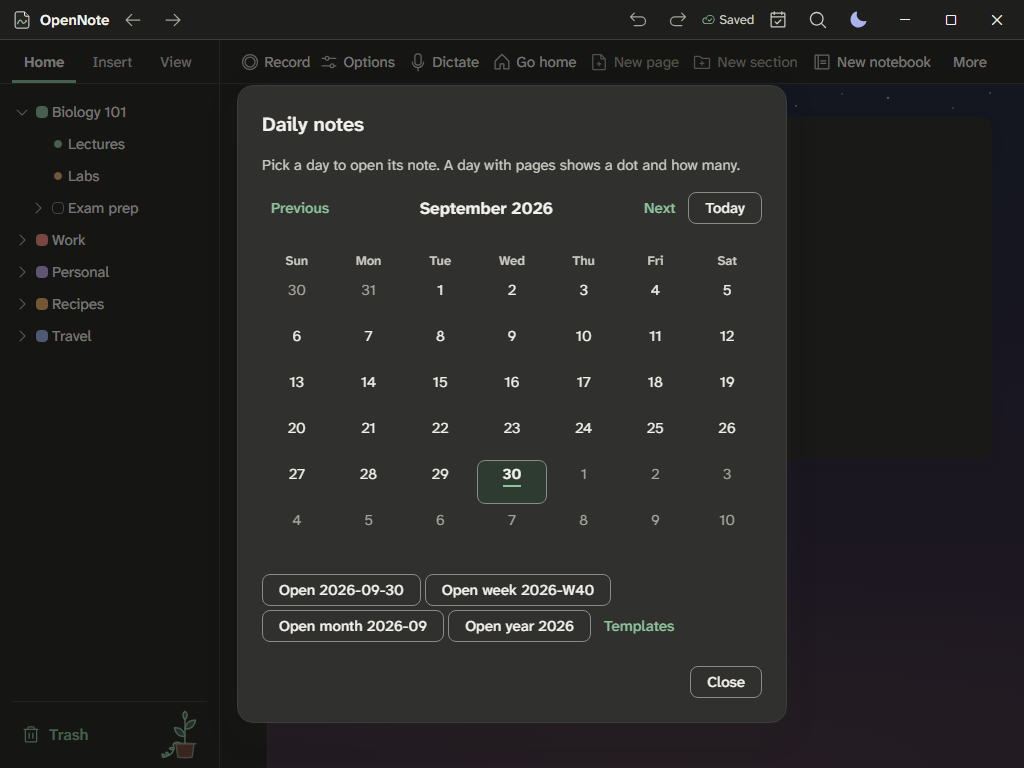 OpenNote
Saved
Home Insert View
Record Options Dictate Go home New page New section New notebook More
Biology 101
Lectures
Labs
Exam prep
Work
Personal
Recipes
Travel
Trash
Daily notes
Pick a day to open its note. A day with pages shows a dot and how many.
Previous September 2026 Next Today
Sun Mon Tue Wed Thu Fri Sat
30 31 1 2 3 4 5
6 7 8 9 10 11 12
13 14 15 16 17 18 19
20 21 22 23 24 25 26
27 28 29 30 1 2 3
4 5 6 7 8 9 10
Open 2026-09-30 Open week 2026-W40
Open month 2026-09 Open year 2026 Templates
Close